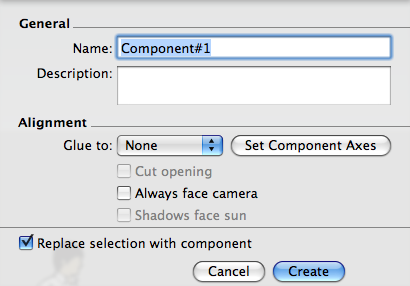 General
Name: Component#1
Description:
Alignment
Glue to: None Set Component Axes
Cut opening
Always face camera
Shadows face sun
Replace selection with component
Cancel Create